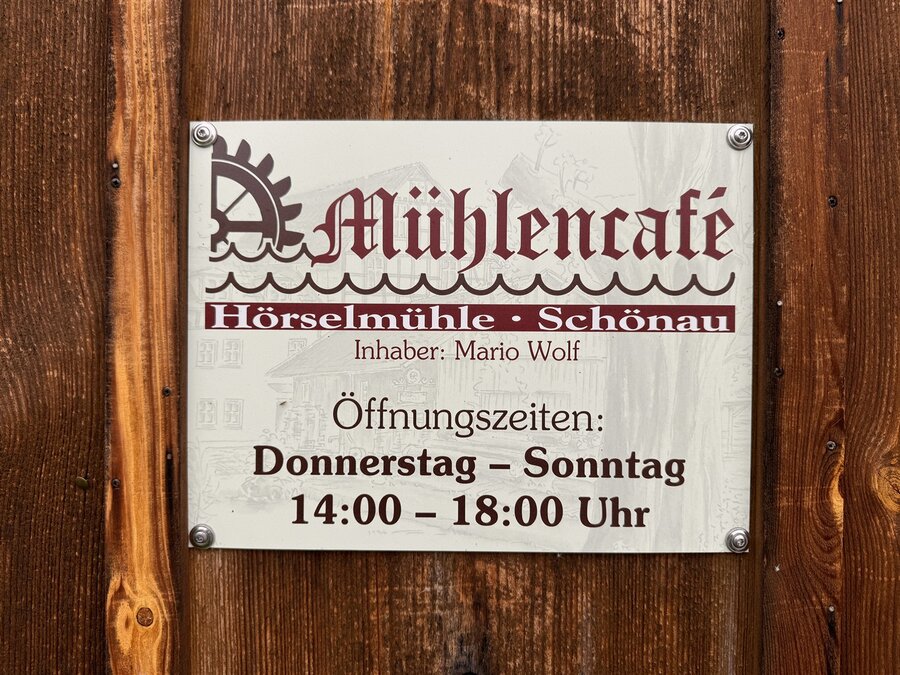 Mühlencafé
Hörselmühle · Schönau
Inhaber: Mario Wolf
Öffnungszeiten:
Donnerstag – Sonntag
14:00 – 18:00 Uhr